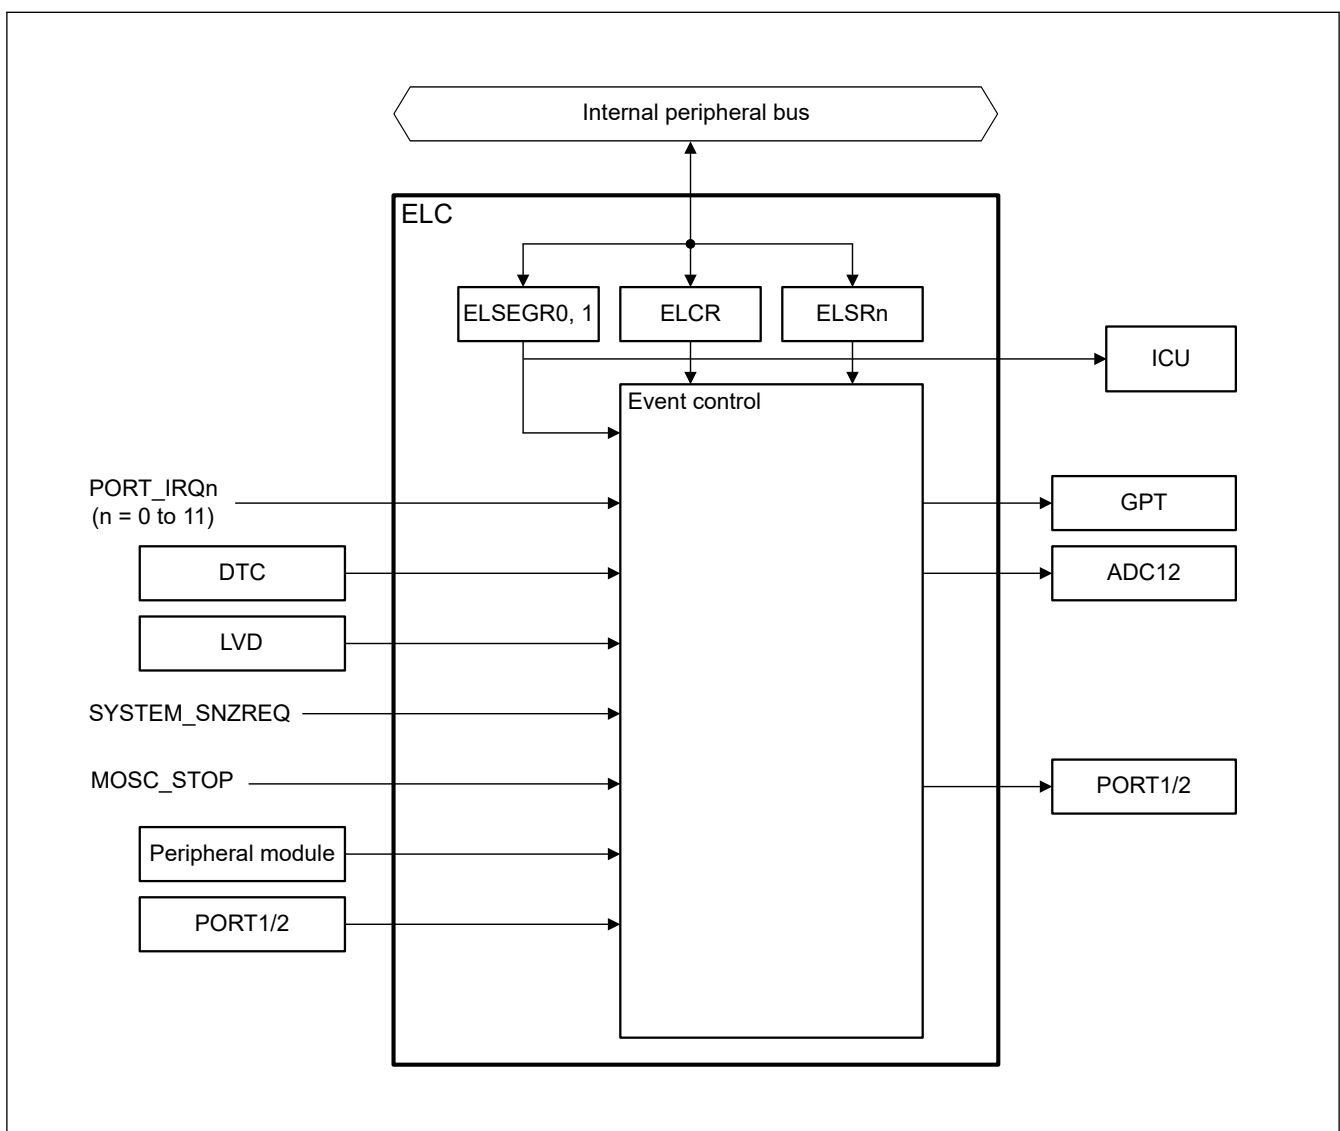 Internal peripheral bus
ELC
ELSEGR0, 1
ELCR
ELSRn
ICU
Event control
PORT_IRQn
(n = 0 to 11)
GPT
DTC
ADC12
LVD
SYSTEM_SNZREQ
MOSC_STOP
PORT1/2
Peripheral module
PORT1/2